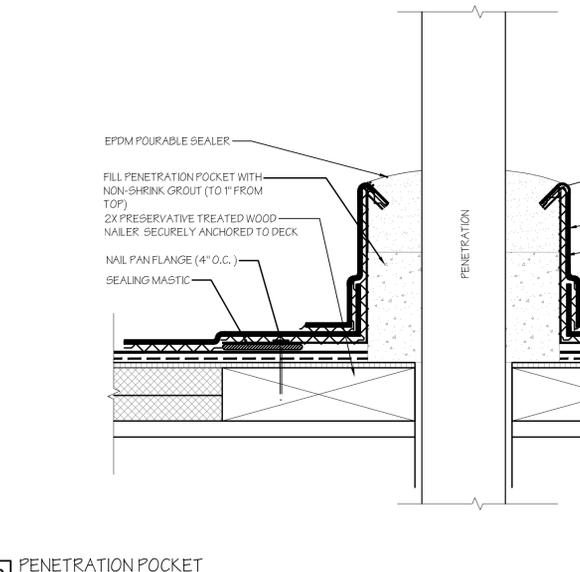 EPDM POURABLE SEALER
FILL PENETRATION POCKET WITH
NON-SHRINK GROUT (TO 1" FROM
TOP)
2X PRESERVATIVE TREATED WOOD
NAILER SECURELY ANCHORED TO DECK
NAIL PAN FLANGE (4" O.C. )
SEALING MASTIC
PENETRATION
PENETRATION POCKET